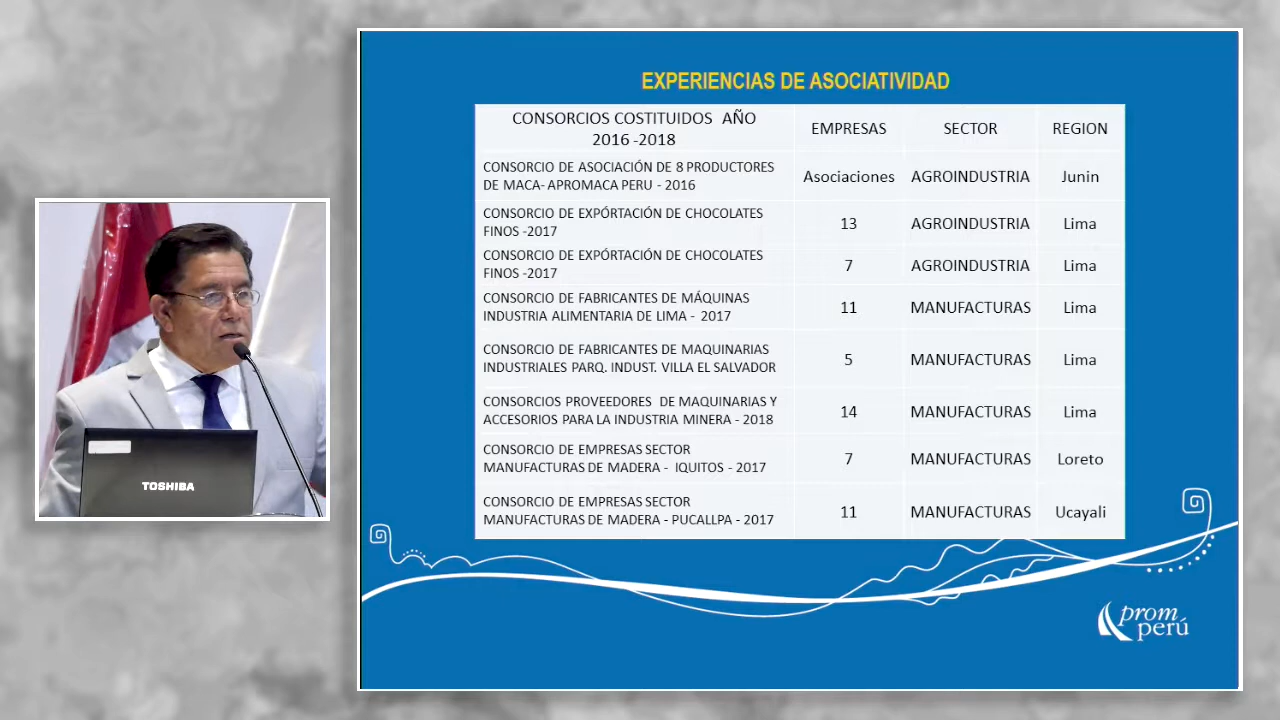 EXPERIENCIAS DE ASOCIATIVIDAD
CONSORCIOS COSTITUIDOS AÑO
2016 -2018
EMPRESAS
SECTOR
REGION
CONSORCIO DE ASOCIACIÓN DE 8 PRODUCTORES
DE MACA- APROMACA PERU - 2016
Asociaciones
AGROINDUSTRIA
Junin
CONSORCIO DE EXPÓRTACIÓN DE CHOCOLATES
FINOS -2017
13
AGROINDUSTRIA
Lima
CONSORCIO DE EXPÓRTACIÓN DE CHOCOLATES
FINOS -2017
7
AGROINDUSTRIA
Lima
CONSORCIO DE FABRICANTES DE MÁQUINAS
INDUSTRIA ALIMENTARIA DE LIMA - 2017
11
MANUFACTURAS
Lima
CONSORCIO DE FABRICANTES DE MAQUINARIAS
INDUSTRIALES PARQ. INDUST. VILLA EL SALVADOR
5
MANUFACTURAS
Lima
CONSORCIOS PROVEEDORES DE MAQUINARIAS Y
ACCESORIOS PARA LA INDUSTRIA MINERA - 2018
14
MANUFACTURAS
Lima
CONSORCIO DE EMPRESAS SECTOR
MANUFACTURAS DE MADERA - IQUITOS - 2017
7
MANUFACTURAS
Loreto
CONSORCIO DE EMPRESAS SECTOR
MANUFACTURAS DE MADERA - PUCALLPA - 2017
11
MANUFACTURAS
Ucayali
prom
perú
TOSHIBA